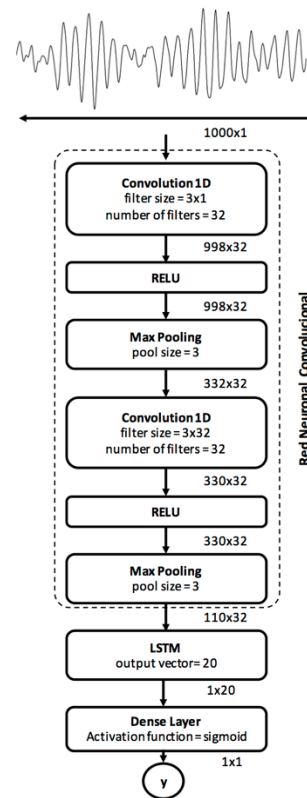 1000x1
Convolution 1D
filter size = 3x1
number of filters = 32
998x32
RELU
998x32
Max Pooling
pool size = 3
332x32
Convolution 1D
filter size = 3x32
number of filters = 32
330x32
RELU
330x32
Max Pooling
pool size = 3
110x32
Red Neuronal Convolucional
LSTM
output vector= 20
1x20
Dense Layer
Activation function = sigmoid
1x1
y